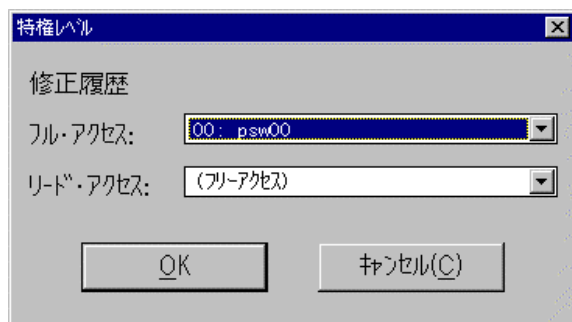 特権ﾚﾍﾞﾙ
修正履歴
ﾌﾙ・ｱｸｾｽ:
00: psw00
ﾘｰﾄﾞ・ｱｸｾｽ:
(ﾌﾘｰｱｸｾｽ)
OK
ｷｬﾝｾﾙ(C)